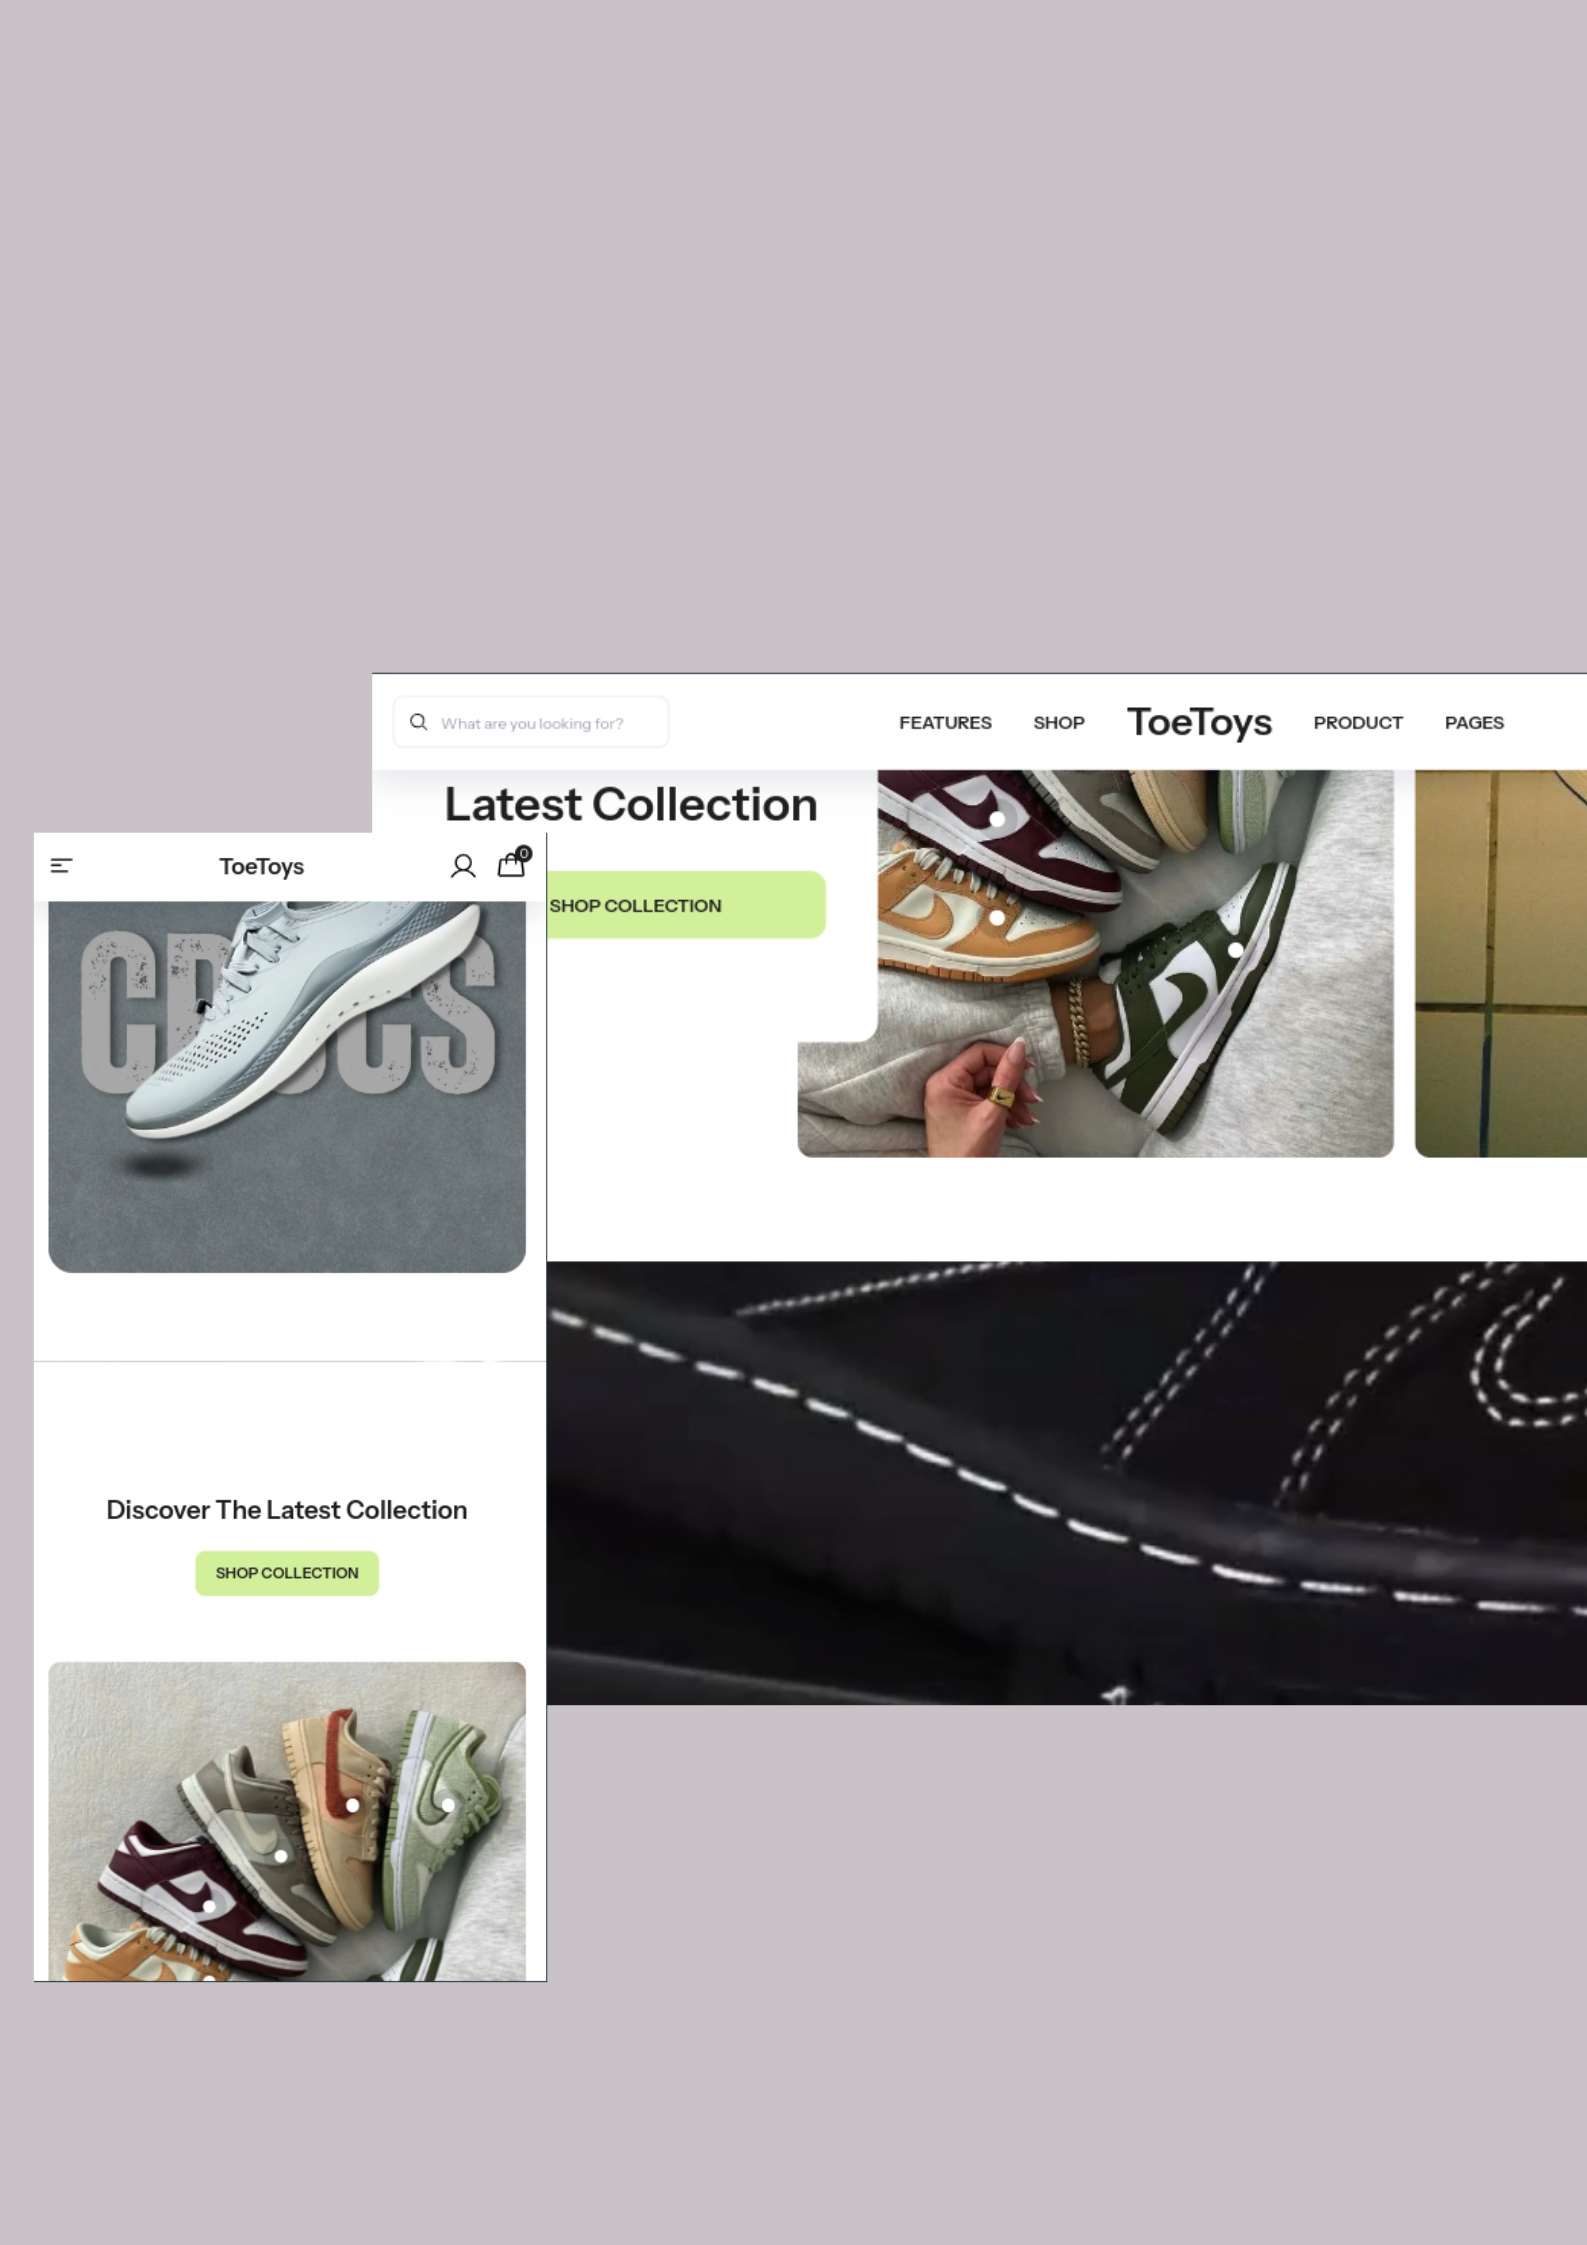 What are you looking for?
FEATURES SHOP ToeToys PRODUCT PAGES
Latest Collection
SHOP COLLECTION
ToeToys
0
CROCS
Discover The Latest Collection
SHOP COLLECTION